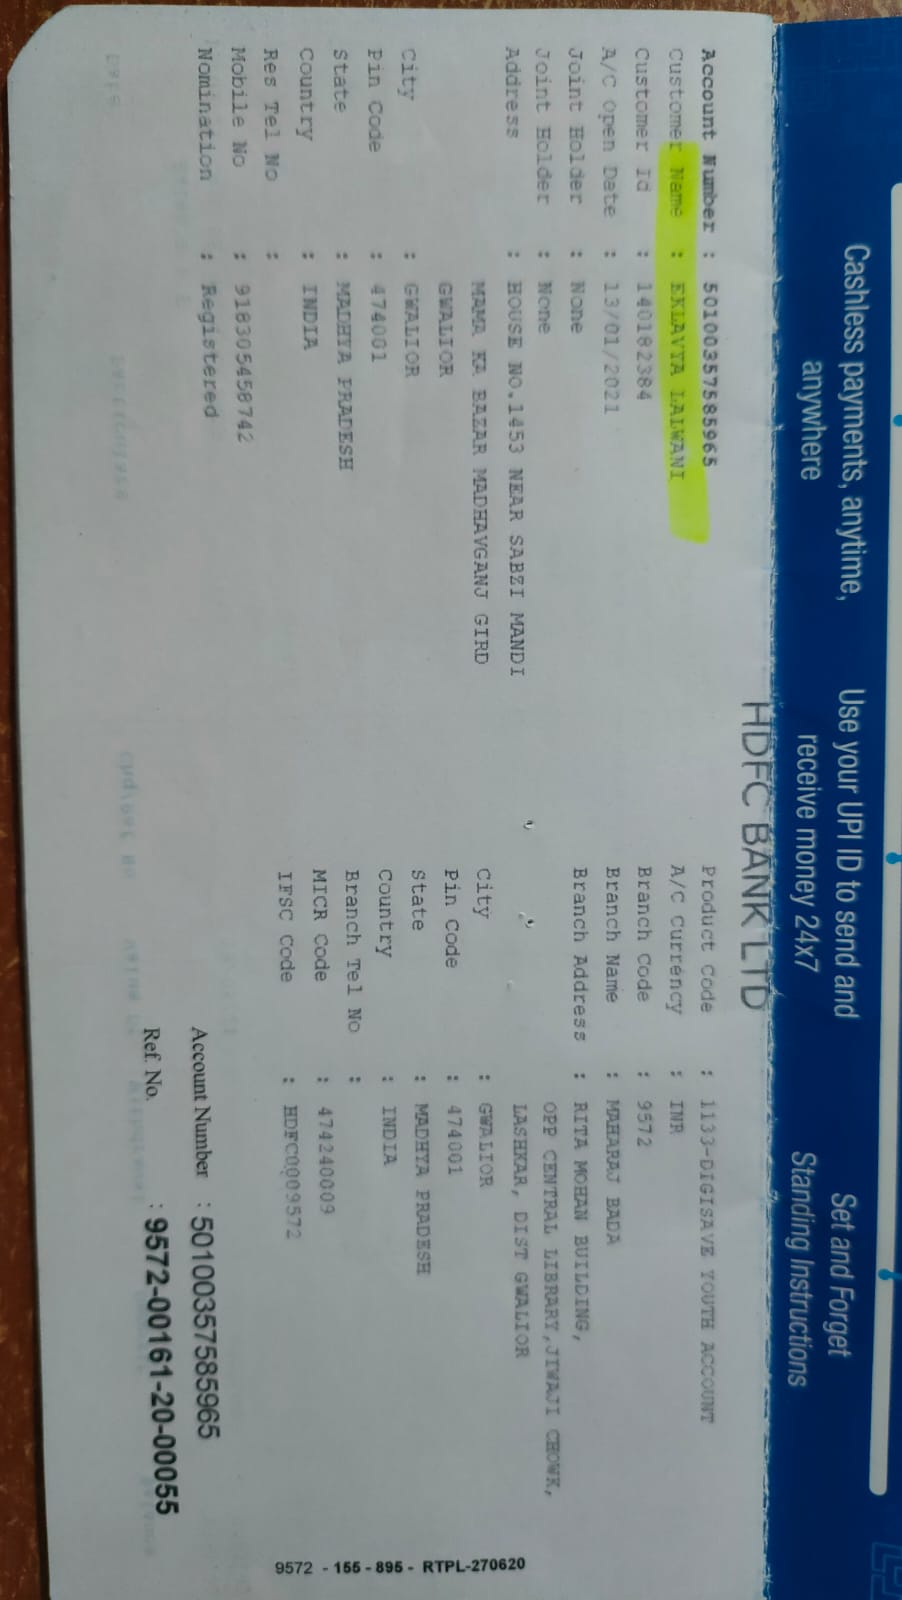 Cashless payments, anytime,
anywhere
Use your UPI ID to send and
receive money 24x7
Set and Forget
Standing Instructions
HDFC BANK LTD
Account Number : 50100357585965
Customer Name : EKLAVYA LALWANI
Customer Id : 140182384
A/C Open Date : 13/01/2021
Joint Holder : None
Joint Holder : None
Address : HOUSE NO.1453 NEAR SABZI MANDI
MAMA KA BAZAR MADHAVGANJ GIRD
GWALIOR
City : GWALIOR
Pin Code : 474001
State : MADHYA PRADESH
Country : INDIA
Res Tel No :
Mobile No : 918305458742
Nomination : Registered
Product Code : 1133-DIGISAVE YOUTH ACCOUNT
A/C Currency : INR
Branch Code : 9572
Branch Name : MAHARAJ BADA
Branch Address : RITA MOHAN BUILDING,
OPP CENTRAL LIBRARY,JIWAJI CHOWK,
LASHKAR, DIST GWALIOR
City : GWALIOR
Pin Code : 474001
State : MADHYA PRADESH
Country : INDIA
Branch Tel No :
MICR Code : 474240009
IFSC Code : HDFC0009572
Account Number : 50100357585965
Ref. No. : 9572-00161-20-00055
9572 - 155 - 895 - RTPL-270620